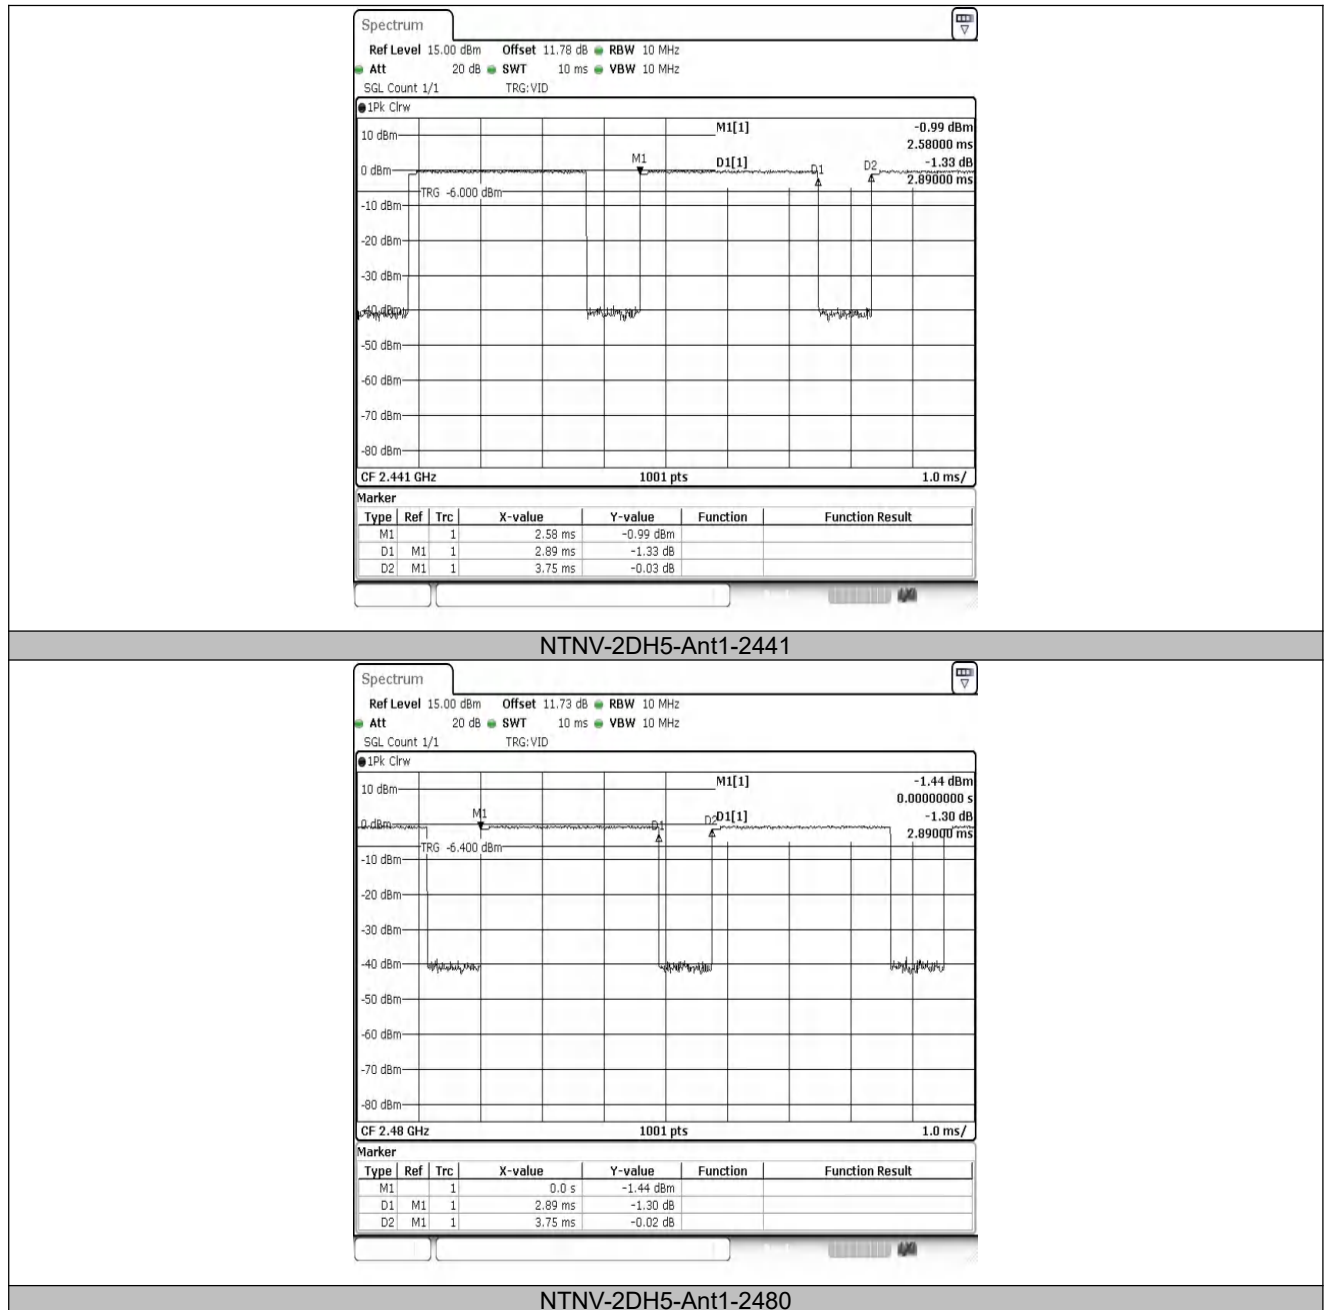 Spectrum
Ref Level 15.00 dBm Offset 11.78 dB RBW 10 MHz
Att 20 dB SWT 10 ms VBW 10 MHz
SGL Count 1/1 TRG:VID
1Pk Clrw
M1[1] -0.99 dBm
2.58000 ms
D1[1] -1.33 dB
2.89000 ms
10 dBm
M1 D1 D2
0 dBm
TRG -6.000 dBm
-10 dBm
-20 dBm
-30 dBm
-40 dBm
-50 dBm
-60 dBm
-70 dBm
-80 dBm
CF 2.441 GHz 1001 pts 1.0 ms/
Marker
Type Ref Trc X-value Y-value Function Function Result
M1 1 2.58 ms -0.99 dBm
D1 M1 1 2.89 ms -1.33 dB
D2 M1 1 3.75 ms -0.03 dB
NTNV-2DH5-Ant1-2441
Spectrum
Ref Level 15.00 dBm Offset 11.73 dB RBW 10 MHz
Att 20 dB SWT 10 ms VBW 10 MHz
SGL Count 1/1 TRG:VID
1Pk Clrw
M1[1] -1.44 dBm
0.00000000 s
D1[1] -1.30 dB
2.89000 ms
10 dBm
M1 D1 D2
0 dBm
TRG -6.400 dBm
-10 dBm
-20 dBm
-30 dBm
-40 dBm
-50 dBm
-60 dBm
-70 dBm
-80 dBm
CF 2.48 GHz 1001 pts 1.0 ms/
Marker
Type Ref Trc X-value Y-value Function Function Result
M1 1 0.0 s -1.44 dBm
D1 M1 1 2.89 ms -1.30 dB
D2 M1 1 3.75 ms -0.02 dB
NTNV-2DH5-Ant1-2480